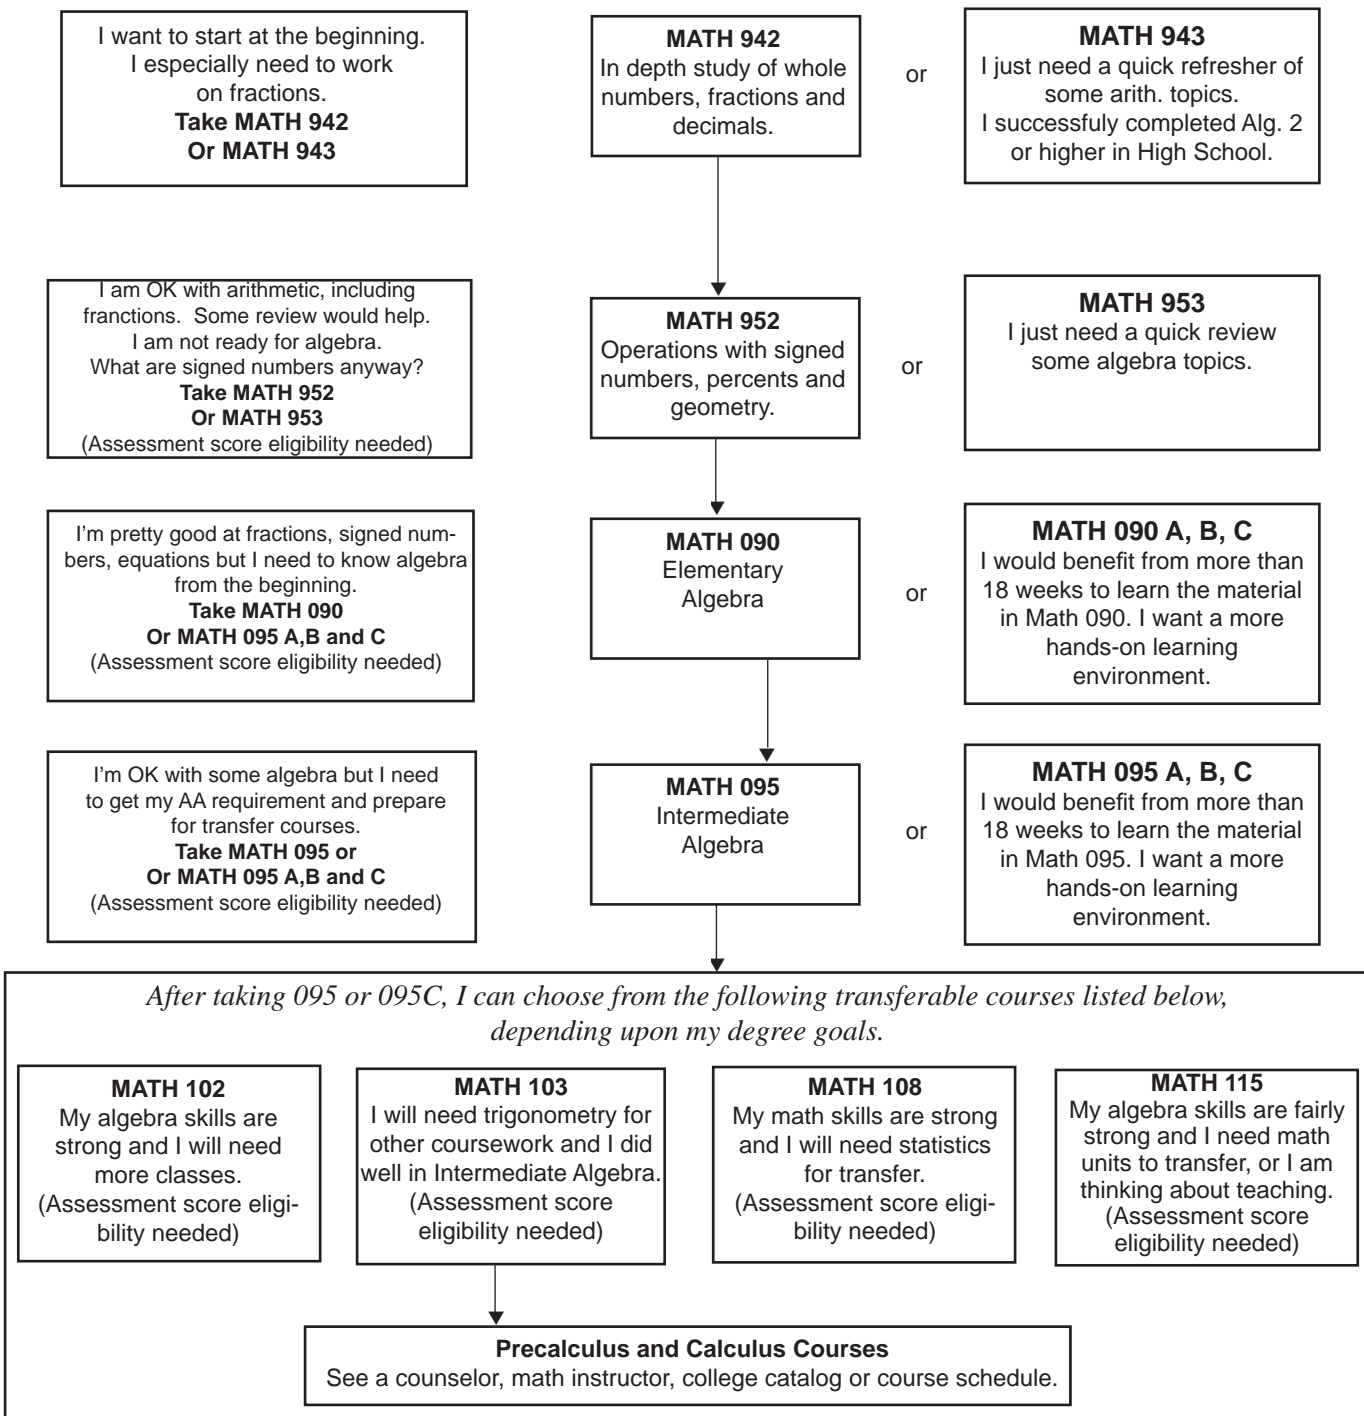 I want to start at the beginning.
I especially need to work
on fractions.
Take MATH 942
Or MATH 943
MATH 942
In depth study of whole
numbers, fractions and
decimals.
or
MATH 943
I just need a quick refresher of
some arith. topics.
I successfuly completed Alg. 2
or higher in High School.
I am OK with arithmetic, including
franctions. Some review would help.
I am not ready for algebra.
What are signed numbers anyway?
Take MATH 952
Or MATH 953
(Assessment score eligibility needed)
MATH 952
Operations with signed
numbers, percents and
geometry.
or
MATH 953
I just need a quick review
some algebra topics.
I'm pretty good at fractions, signed num-
bers, equations but I need to know algebra
from the beginning.
Take MATH 090
Or MATH 095 A,B and C
(Assessment score eligibility needed)
MATH 090
Elementary
Algebra
or
MATH 090 A, B, C
I would benefit from more than
18 weeks to learn the material
in Math 090. I want a more
hands-on learning
environment.
I'm OK with some algebra but I need
to get my AA requirement and prepare
for transfer courses.
Take MATH 095 or
Or MATH 095 A,B and C
(Assessment score eligibility needed)
MATH 095
Intermediate
Algebra
or
MATH 095 A, B, C
I would benefit from more than
18 weeks to learn the material
in Math 095. I want a more
hands-on learning
environment.
After taking 095 or 095C, I can choose from the following transferable courses listed below,
depending upon my degree goals.
MATH 102
My algebra skills are
strong and I will need
more classes.
(Assessment score eligi-
bility needed)
MATH 103
I will need trigonometry for
other coursework and I did
well in Intermediate Algebra.
(Assessment score
eligibility needed)
MATH 108
My math skills are strong
and I will need statistics
for transfer.
(Assessment score eligi-
bility needed)
MATH 115
My algebra skills are fairly
strong and I need math
units to transfer, or I am
thinking about teaching.
(Assessment score
eligibility needed)
Precalculus and Calculus Courses
See a counselor, math instructor, college catalog or course schedule.